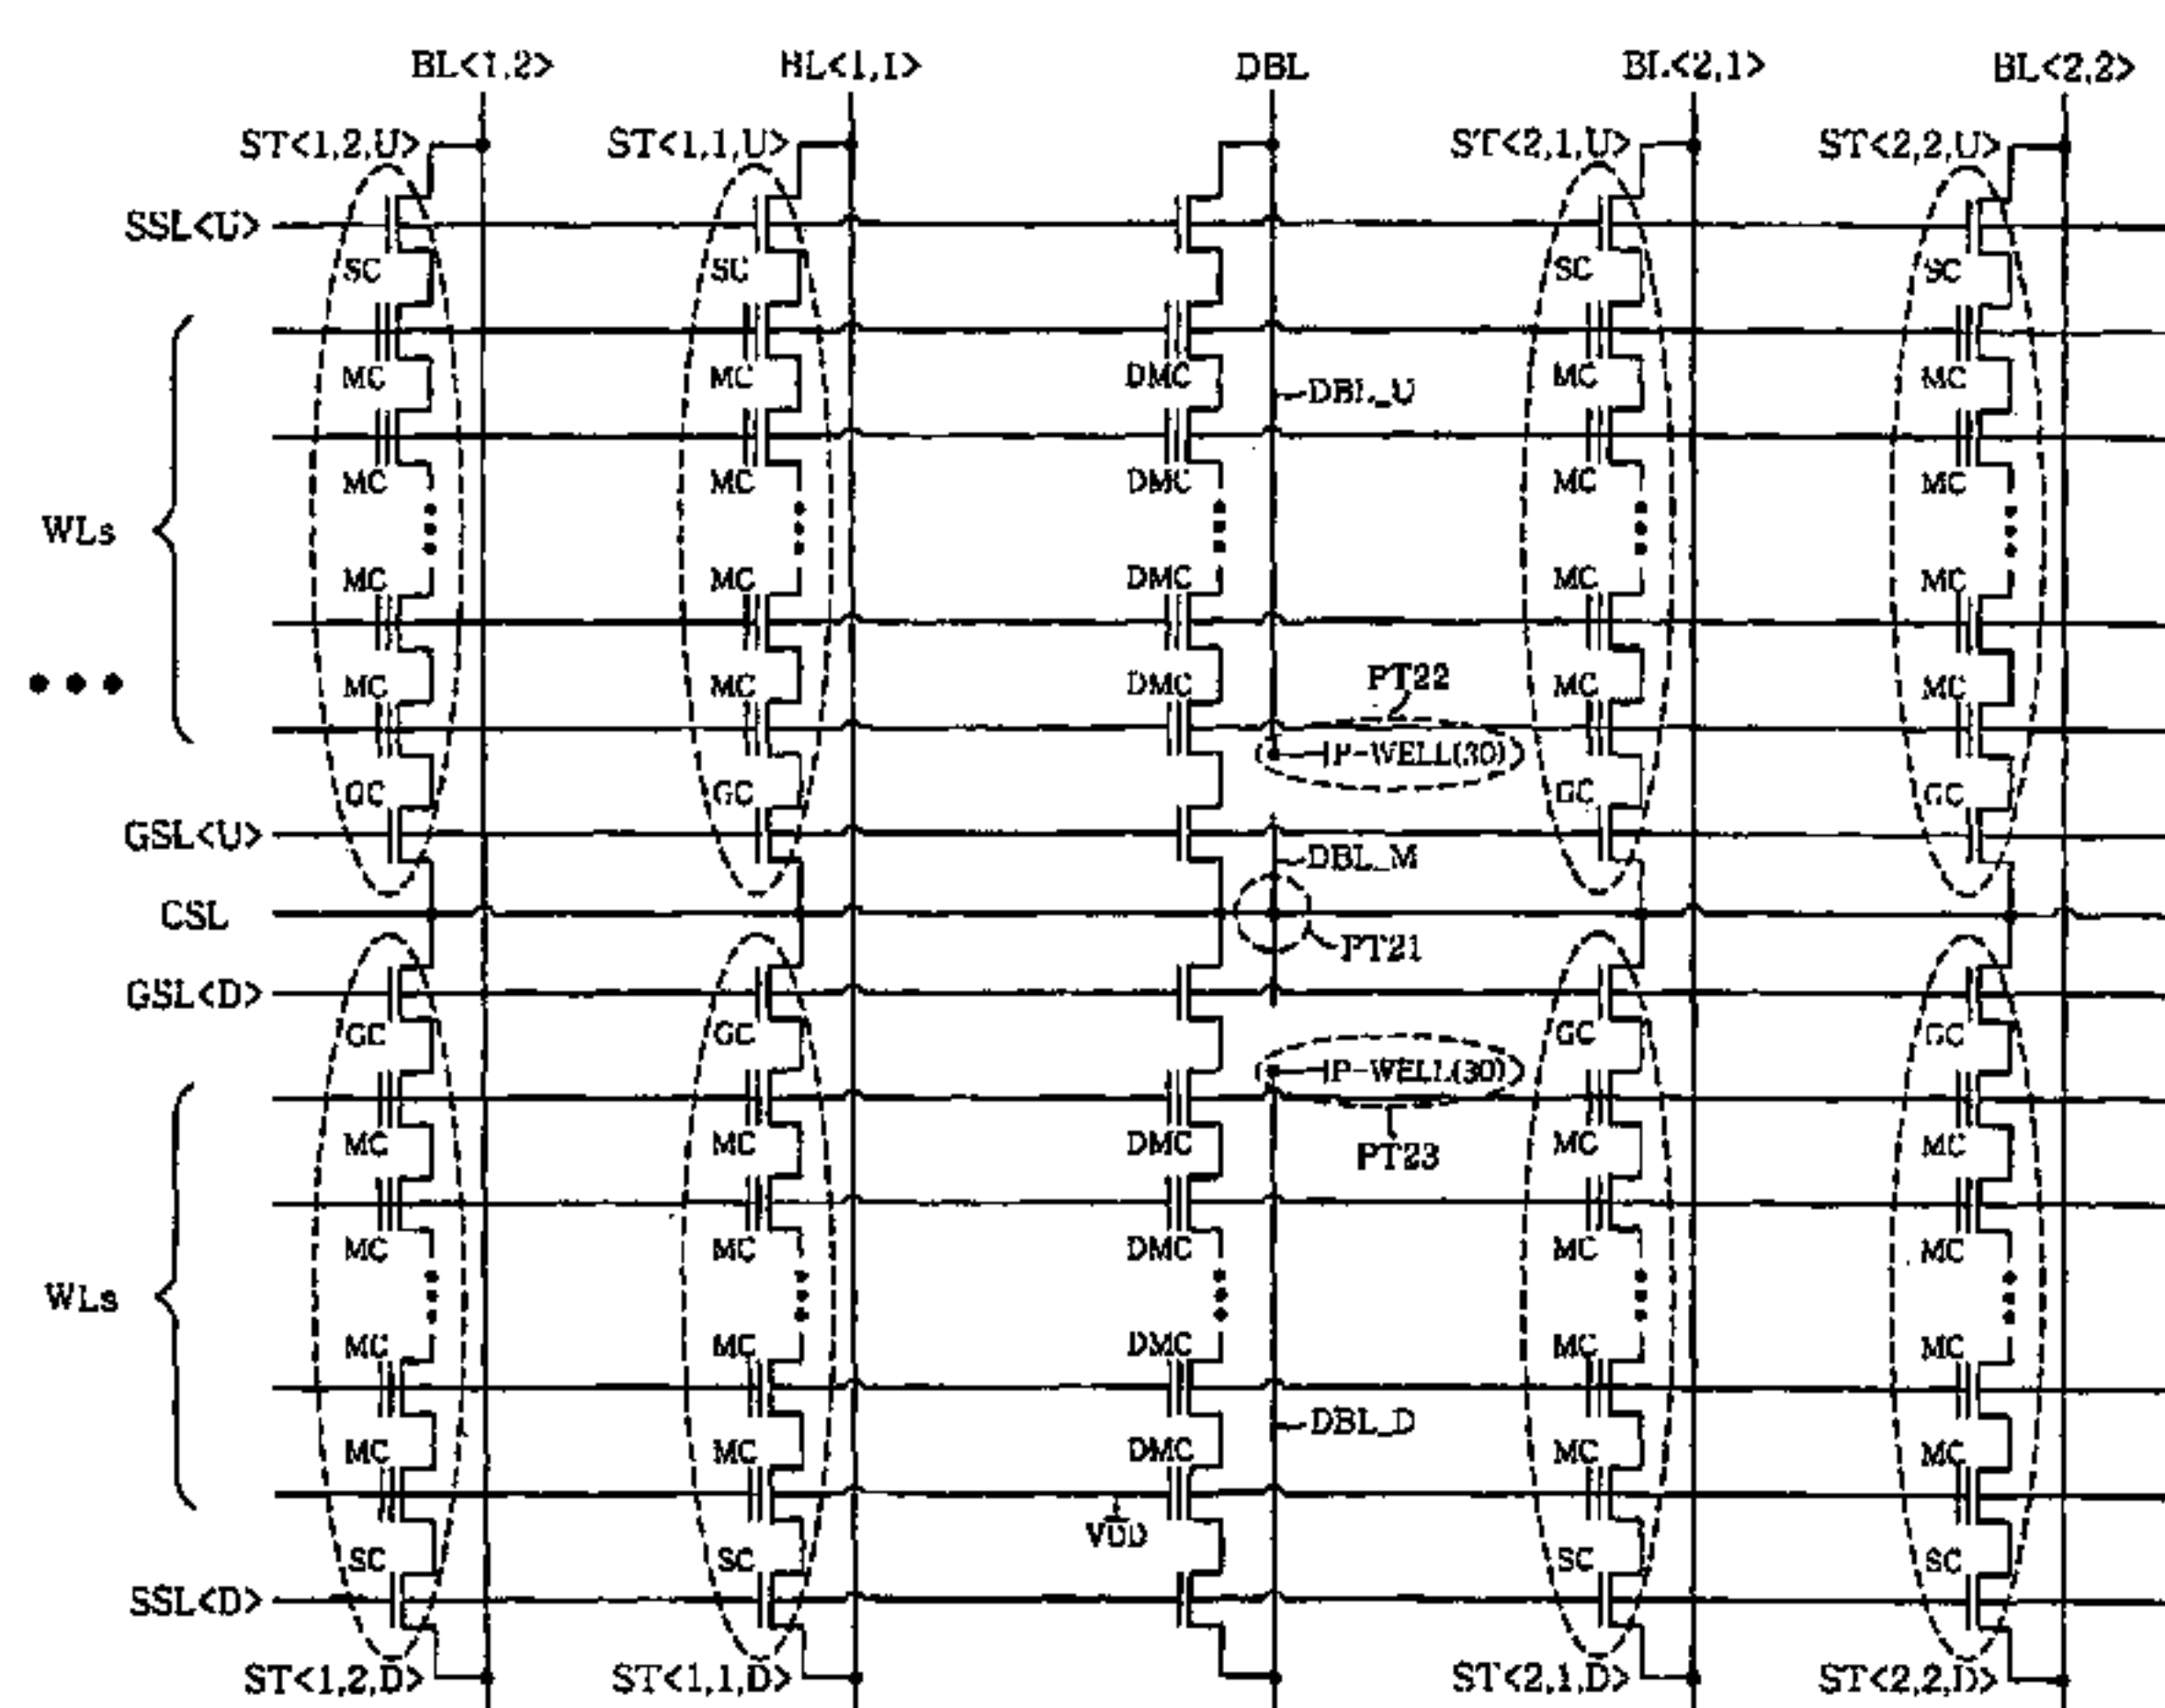 BL<1,2> BL<1,1> DBL BL<2,1> BL<2,2>
ST<1,2,U> ST<1,1,U> ST<2,1,U> ST<2,2,U>
SSL<U>
SC SC SC SC
MC MC DMC MC MC
DBL_U
MC MC DMC MC MC
WLs
MC MC DMC MC MC
PT22
MC MC DMC MC MC
P-WELL(30)
GC GC GC GC
GSL<U>
DBL_M
CSL
PT21
GSL<D>
GC GC GC GC
P-WELL(30)
MC MC DMC MC MC
PT23
MC MC DMC MC MC
WLs
MC MC DMC MC MC
DBL_D
MC MC DMC MC MC
VDD
SC SC SC SC
SSL<D>
ST<1,2,D> ST<1,1,D> ST<2,1,D> ST<2,2,D>